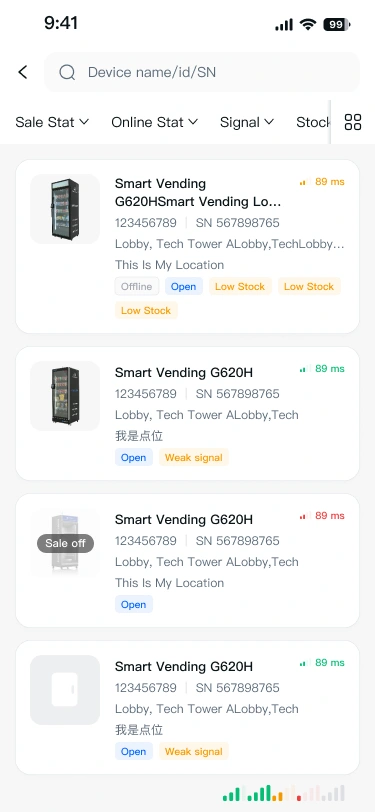 9:41
99
Device name/id/SN
Sale Stat
Online Stat
Signal
Stock
Smart Vending
G620HSmart Vending Lo...
89 ms
123456789
SN 567898765
Lobby, Tech Tower ALobby,TechLobby...
This Is My Location
Offline
Open
Low Stock
Low Stock
Low Stock
Smart Vending G620H
89 ms
123456789
SN 567898765
Lobby, Tech Tower ALobby,Tech
我是点位
Open
Weak signal
Sale off
Smart Vending G620H
89 ms
123456789
SN 567898765
Lobby, Tech Tower ALobby,Tech
This Is My Location
Open
Smart Vending G620H
89 ms
123456789
SN 567898765
Lobby, Tech Tower ALobby,Tech
我是点位
Open
Weak signal